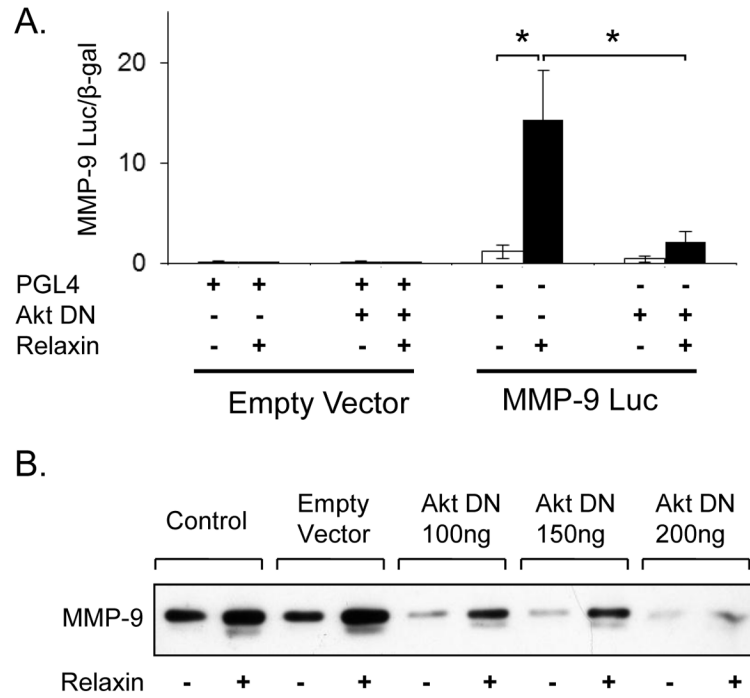 A.
* *
MMP-9 Luc/β-gal
20
10
0
PGL4 + + + + - - - -
Akt DN - - + + - - + +
Relaxin - + - + - + - +
Empty Vector MMP-9 Luc
B.
Control Empty Vector Akt DN 100ng Akt DN 150ng Akt DN 200ng
MMP-9
Relaxin - + - + - + - + - +